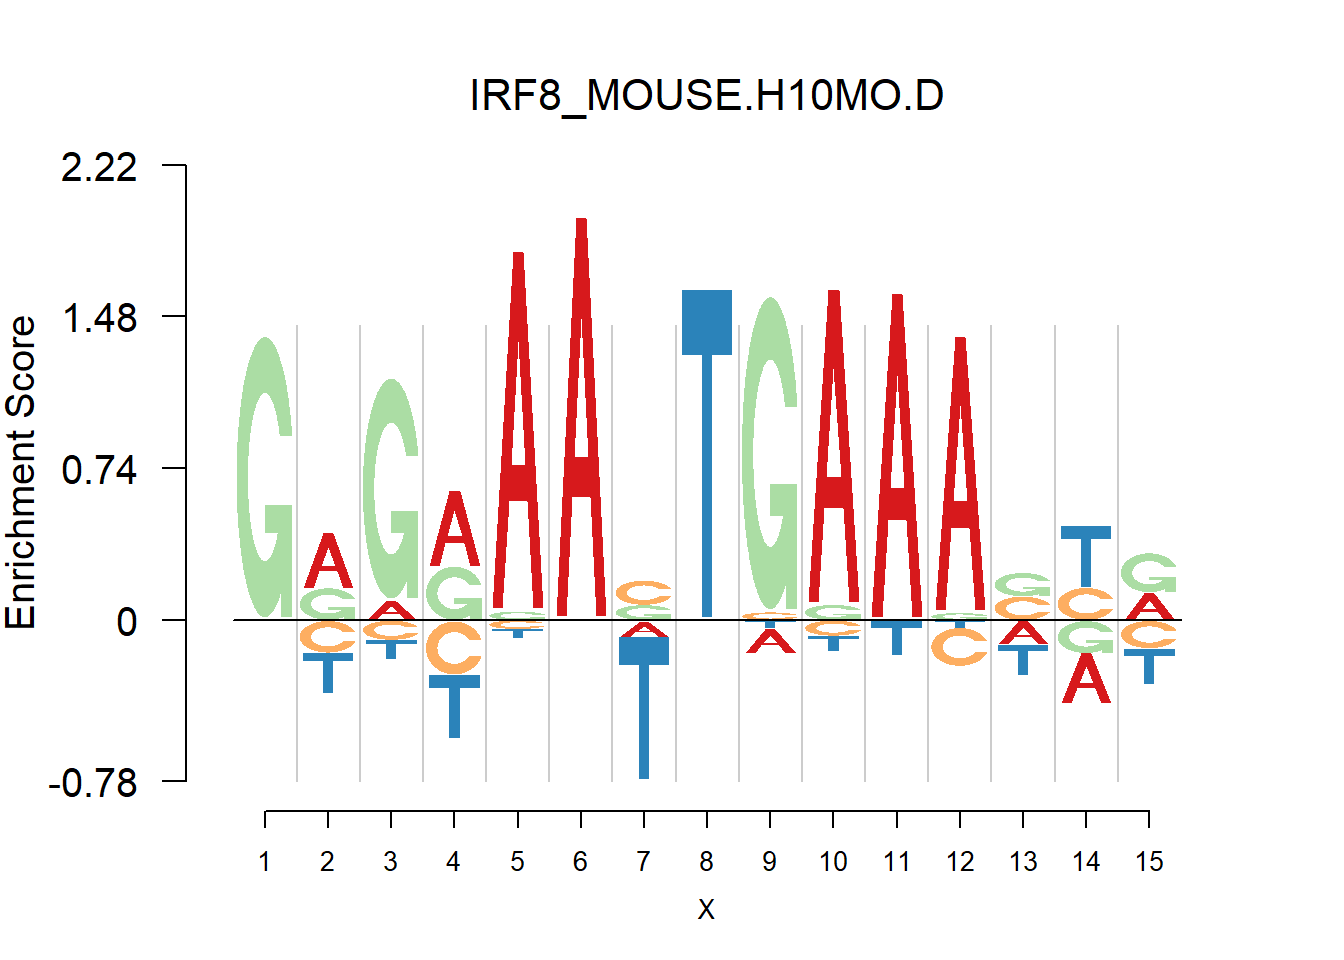 IRF8_MOUSE.H10MO.D
Enrichment Score
2.22
1.48
0.74
0
-0.78
G A G A A A C T G A A A G T G
G A G G G C G C C A
C C C C A A C T C A G C
T T T T T A T T C T A T
1 2 3 4 5 6 7 8 9 10 11 12 13 14 15
X